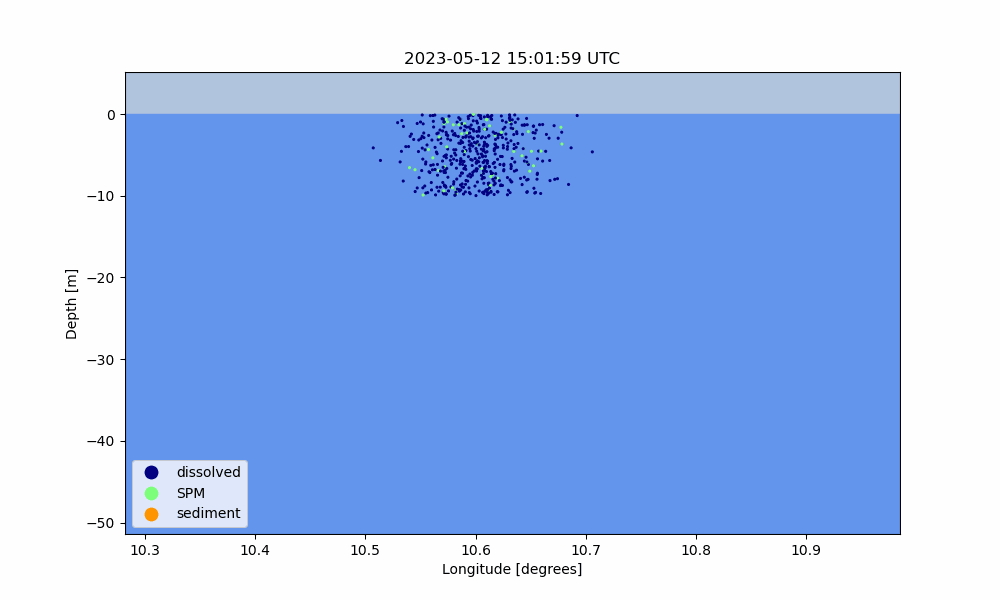 2023-05-12 15:01:59 UTC
Depth [m]
0
−10
−20
−30
−40
−50
dissolved
SPM
sediment
10.3 10.4 10.5 10.6 10.7 10.8 10.9
Longitude [degrees]